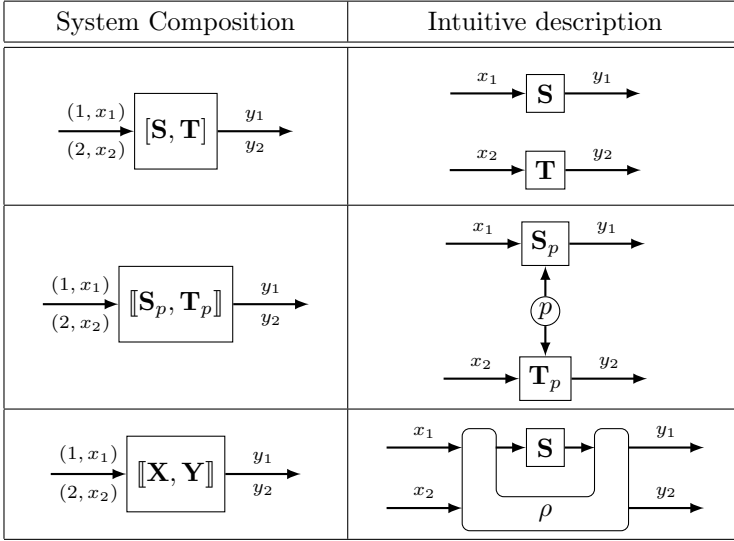 System Composition Intuitive description
(1, x₁) [S, T] y₁
(2, x₂) y₂
x₁ S y₁
x₂ T y₂
(1, x₁) ⟦Sₚ, Tₚ⟧ y₁
(2, x₂) y₂
x₁ Sₚ y₁
p
x₂ Tₚ y₂
(1, x₁) ⟦X, Y⟧ y₁
(2, x₂) y₂
x₁ S y₁
x₂ ρ y₂